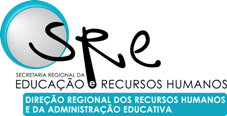 SRe
SECRETARIA REGIONAL DA
EDUCAÇÃO e RECURSOS HUMANOS
DIREÇÃO REGIONAL DOS RECURSOS HUMANOS
E DA ADMINISTRAÇÃO EDUCATIVA